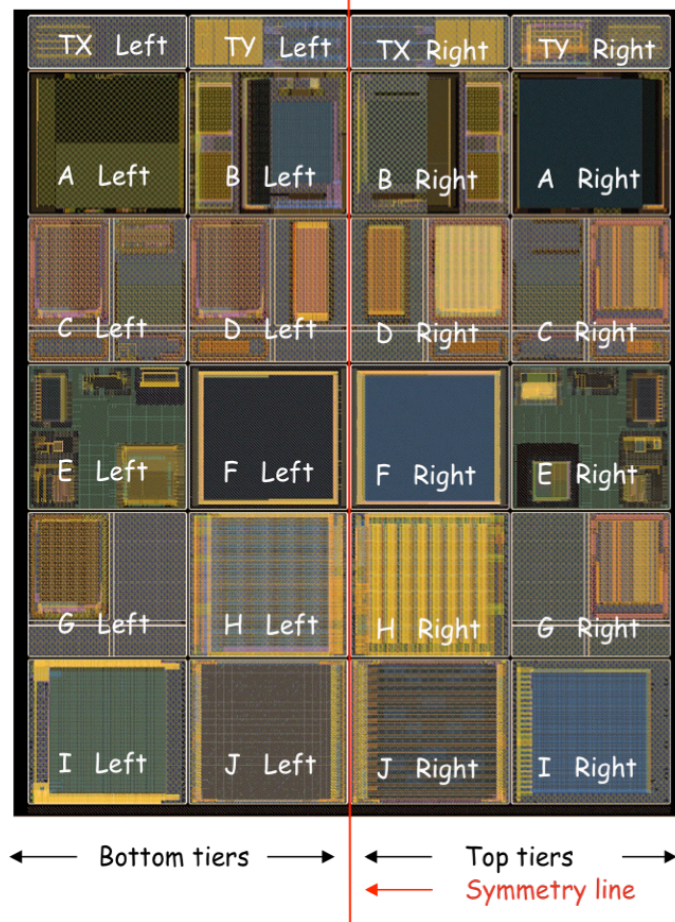 TX Left TY Left TX Right TY Right
A Left B Left B Right A Right
C Left D Left D Right C Right
E Left F Left F Right E Right
G Left H Left H Right G Right
I Left J Left J Right I Right
Bottom tiers Top tiers
Symmetry line